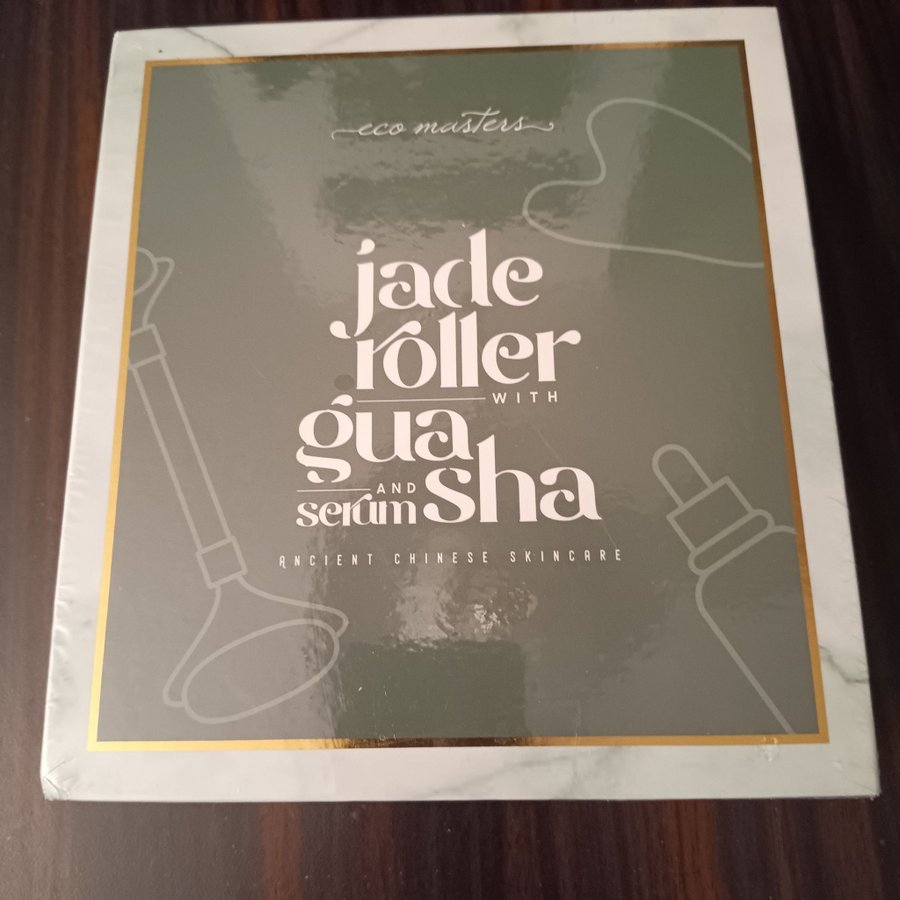 eco masters
jade
roller
WITH
gua
AND
serum sha
ANCIENT CHINESE SKINCARE